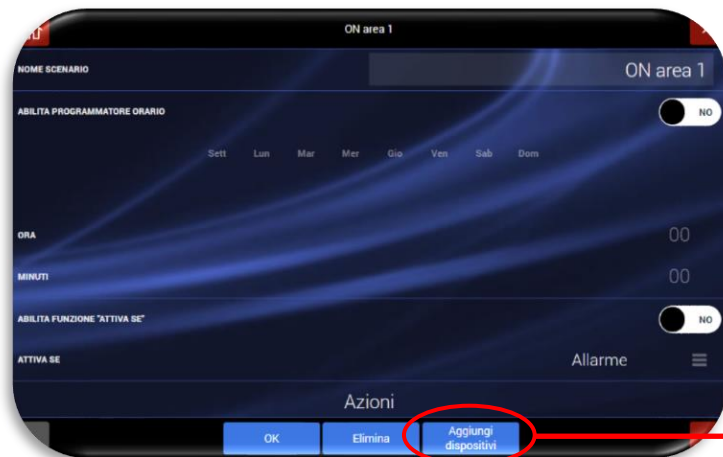 ON area 1
NOME SCENARIO
ON area 1
ABILITA PROGRAMMATORE ORARIO
NO
Sett Lun Mar Mer Gio Ven Sab Dom
ORA
00
MINUTI
00
ABILITA FUNZIONE "ATTIVA SE"
NO
ATTIVA SE
Allarme
Azioni
OK
Elimina
Aggiungi
dispositivi